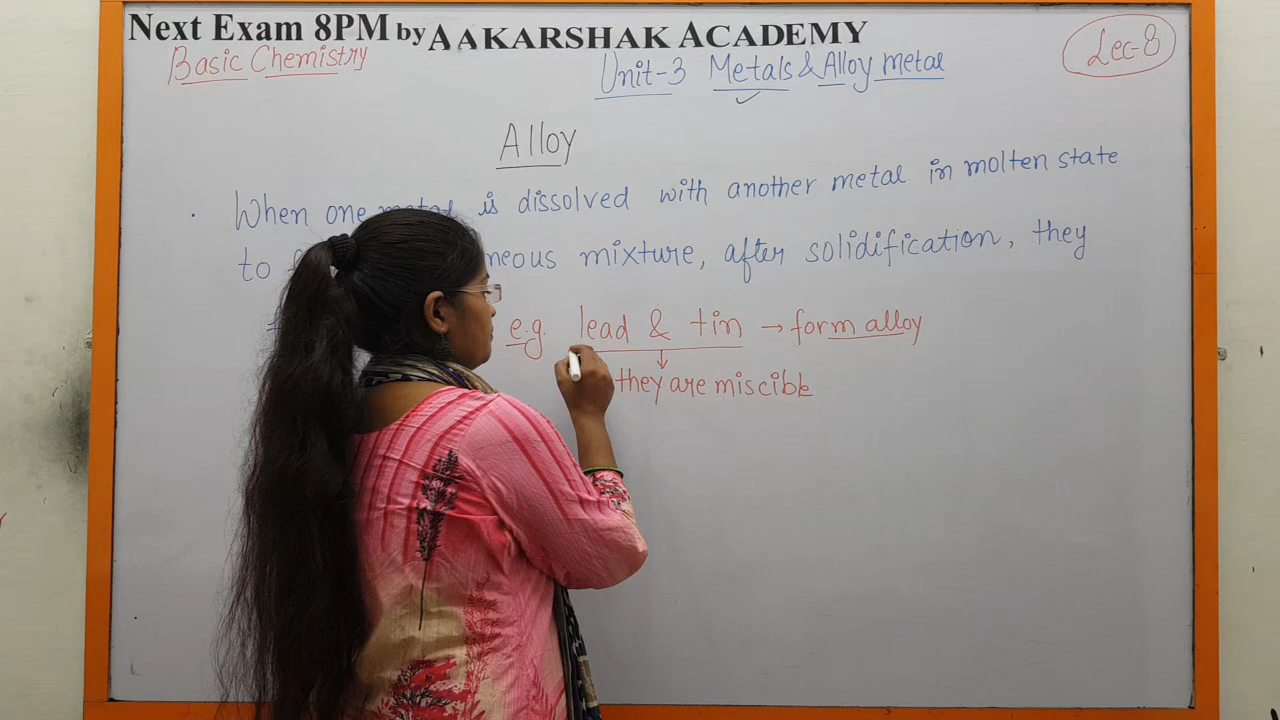 Next Exam 8PM by AAKARSHAK ACADEMY
Basic Chemistry
Unit-3 Metals & Alloy metal
Lec-8
Alloy
When one metal is dissolved with another metal in molten state
to mixture, after solidification, they
e.g. lead & tin → form alloy
↓
they are miscible